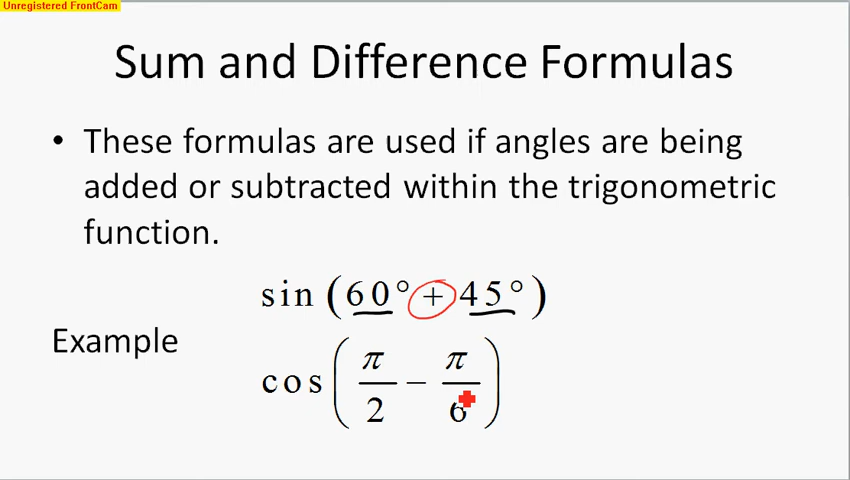 Unregistered FrontCam
Sum and Difference Formulas
• These formulas are used if angles are being
added or subtracted within the trigonometric
function.
sin (60° + 45°)
Example
cos(π/2 − π/6)